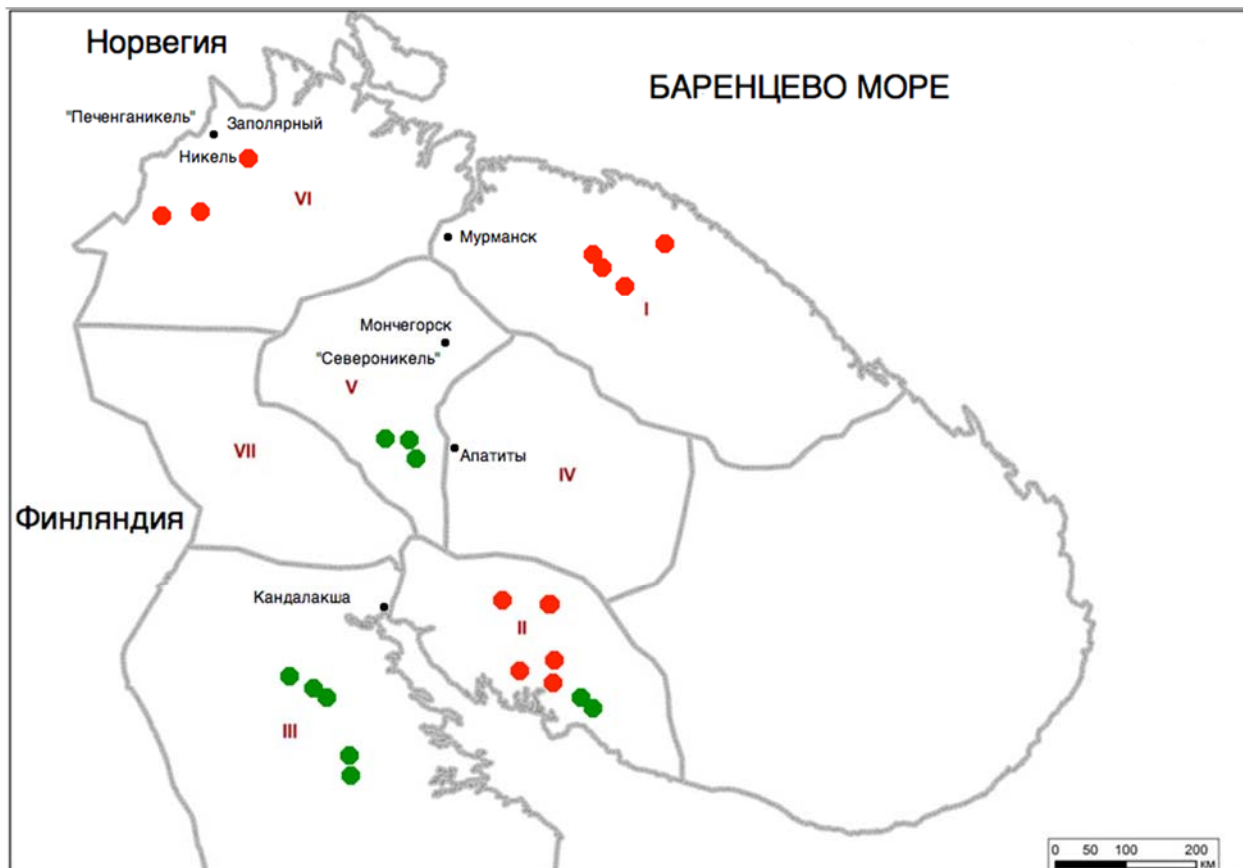 Норвегия
БАРЕНЦЕВО МОРЕ
"Печенганикель"
Заполярный
Никель
VI
Мурманск
I
Мончегорск
"Североникель"
V
VII
Апатиты
IV
Финляндия
Кандалакша
II
III
0 50 100 200
КМ